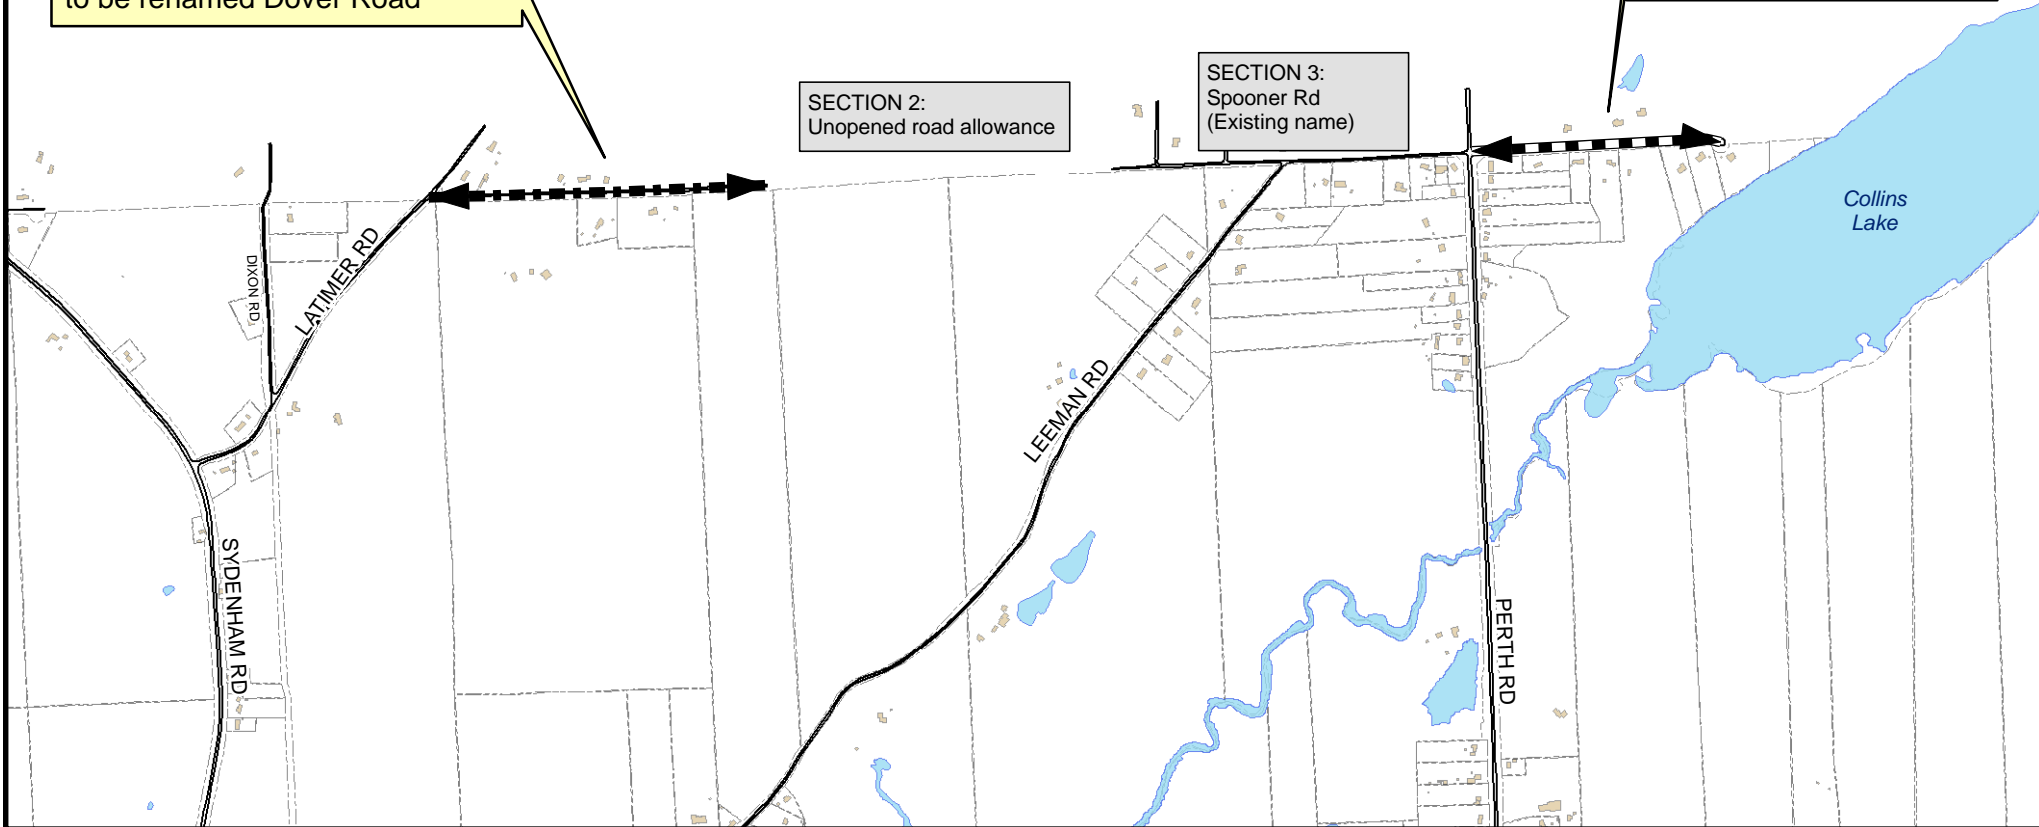 to be renamed Dover Road
SECTION 2:
Unopened road allowance
SECTION 3:
Spooner Rd
(Existing name)
Collins
Lake
DIXON RD
LATIMER RD
LEEMAN RD
SYDENHAM RD
PERTH RD